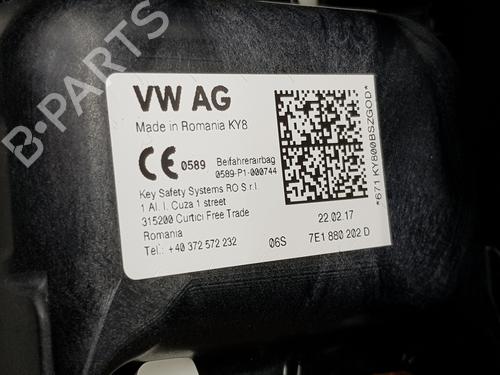 B-PARTS
VW AG
Made in Romania KY8
CE 0589
Beifahrerairbag
0589-P1-000744
Key Safety Systems RO S.r.l.
1 Al. I. Cuza 1 street
315200 Curtici Free Trade
Romania
Tel.: +40 372 572 232
06S
22.02.17
7E1 880 202 D
*671KY800BSZGOD*